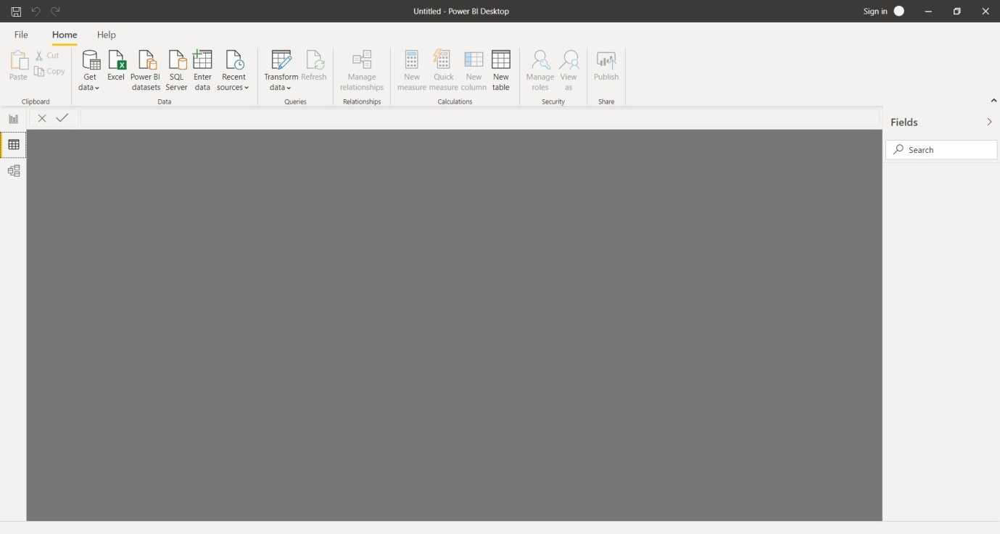 Untitled - Power BI Desktop
Sign in
File Home Help
Paste
Cut
Copy
Clipboard
Get data
Excel
Power BI datasets
SQL Server
Enter data
Recent sources
Data
Transform data
Refresh
Queries
Manage relationships
Relationships
New measure
Quick measure
New column
New table
Calculations
Manage roles
View as
Security
Publish
Share
Fields
Search